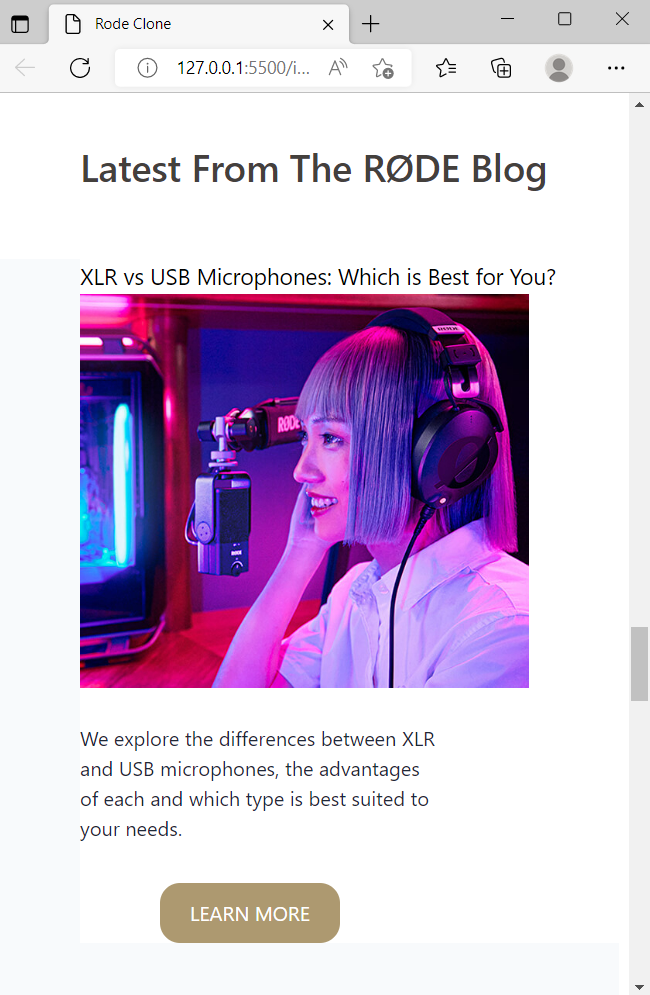 Rode Clone
127.0.0.1:5500/i...
Latest From The RØDE Blog
XLR vs USB Microphones: Which is Best for You?
RØDE
RØDE
RØDE
We explore the differences between XLR
and USB microphones, the advantages
of each and which type is best suited to
your needs.
LEARN MORE